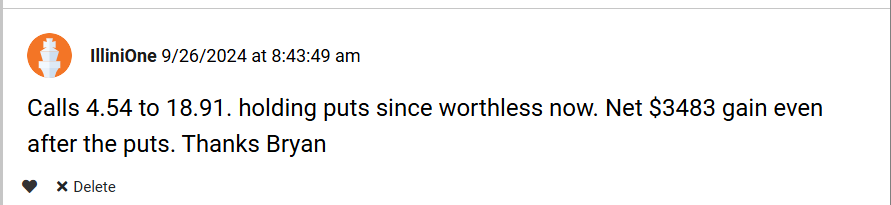 IlliniOne 9/26/2024 at 8:43:49 am
Calls 4.54 to 18.91. holding puts since worthless now. Net $3483 gain even
after the puts. Thanks Bryan
Delete